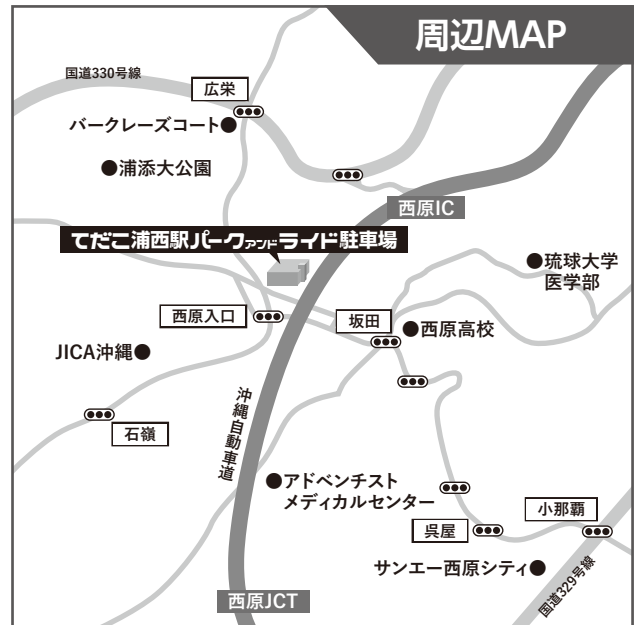 周辺MAP
国道330号線
広栄
バークレーズコート
浦添大公園
西原IC
てだこ浦西駅パークアンドライド駐車場
琉球大学
医学部
西原入口
坂田
西原高校
JICA沖縄
石嶺
沖縄自動車道
アドベンチスト
メディカルセンター
小那覇
呉屋
サンエー西原シティ
国道329号線
西原JCT